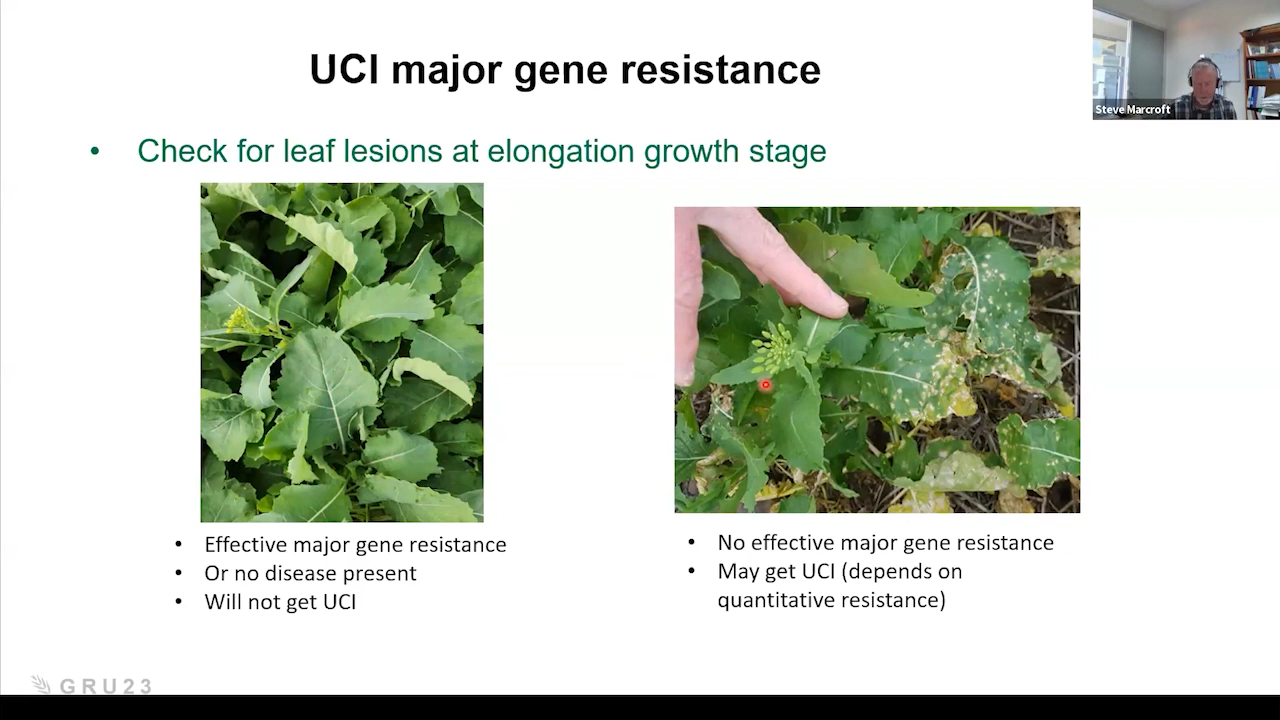 UCI major gene resistance
Steve Marcroft
• Check for leaf lesions at elongation growth stage
• Effective major gene resistance
• Or no disease present
• Will not get UCI
• No effective major gene resistance
• May get UCI (depends on
quantitative resistance)
GRU23